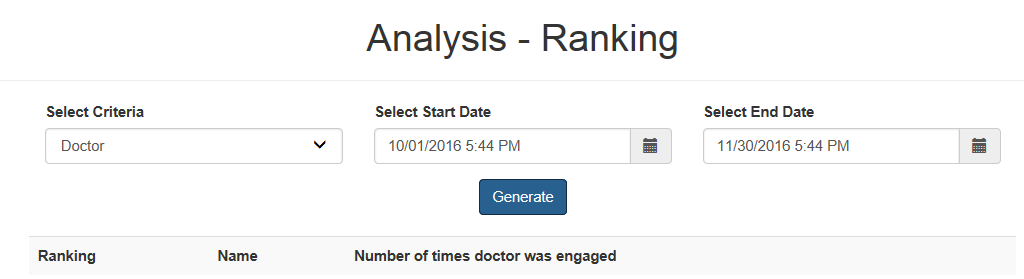 Analysis - Ranking
Select Criteria Select Start Date Select End Date
Doctor 10/01/2016 5:44 PM 11/30/2016 5:44 PM
Generate
Ranking Name Number of times doctor was engaged